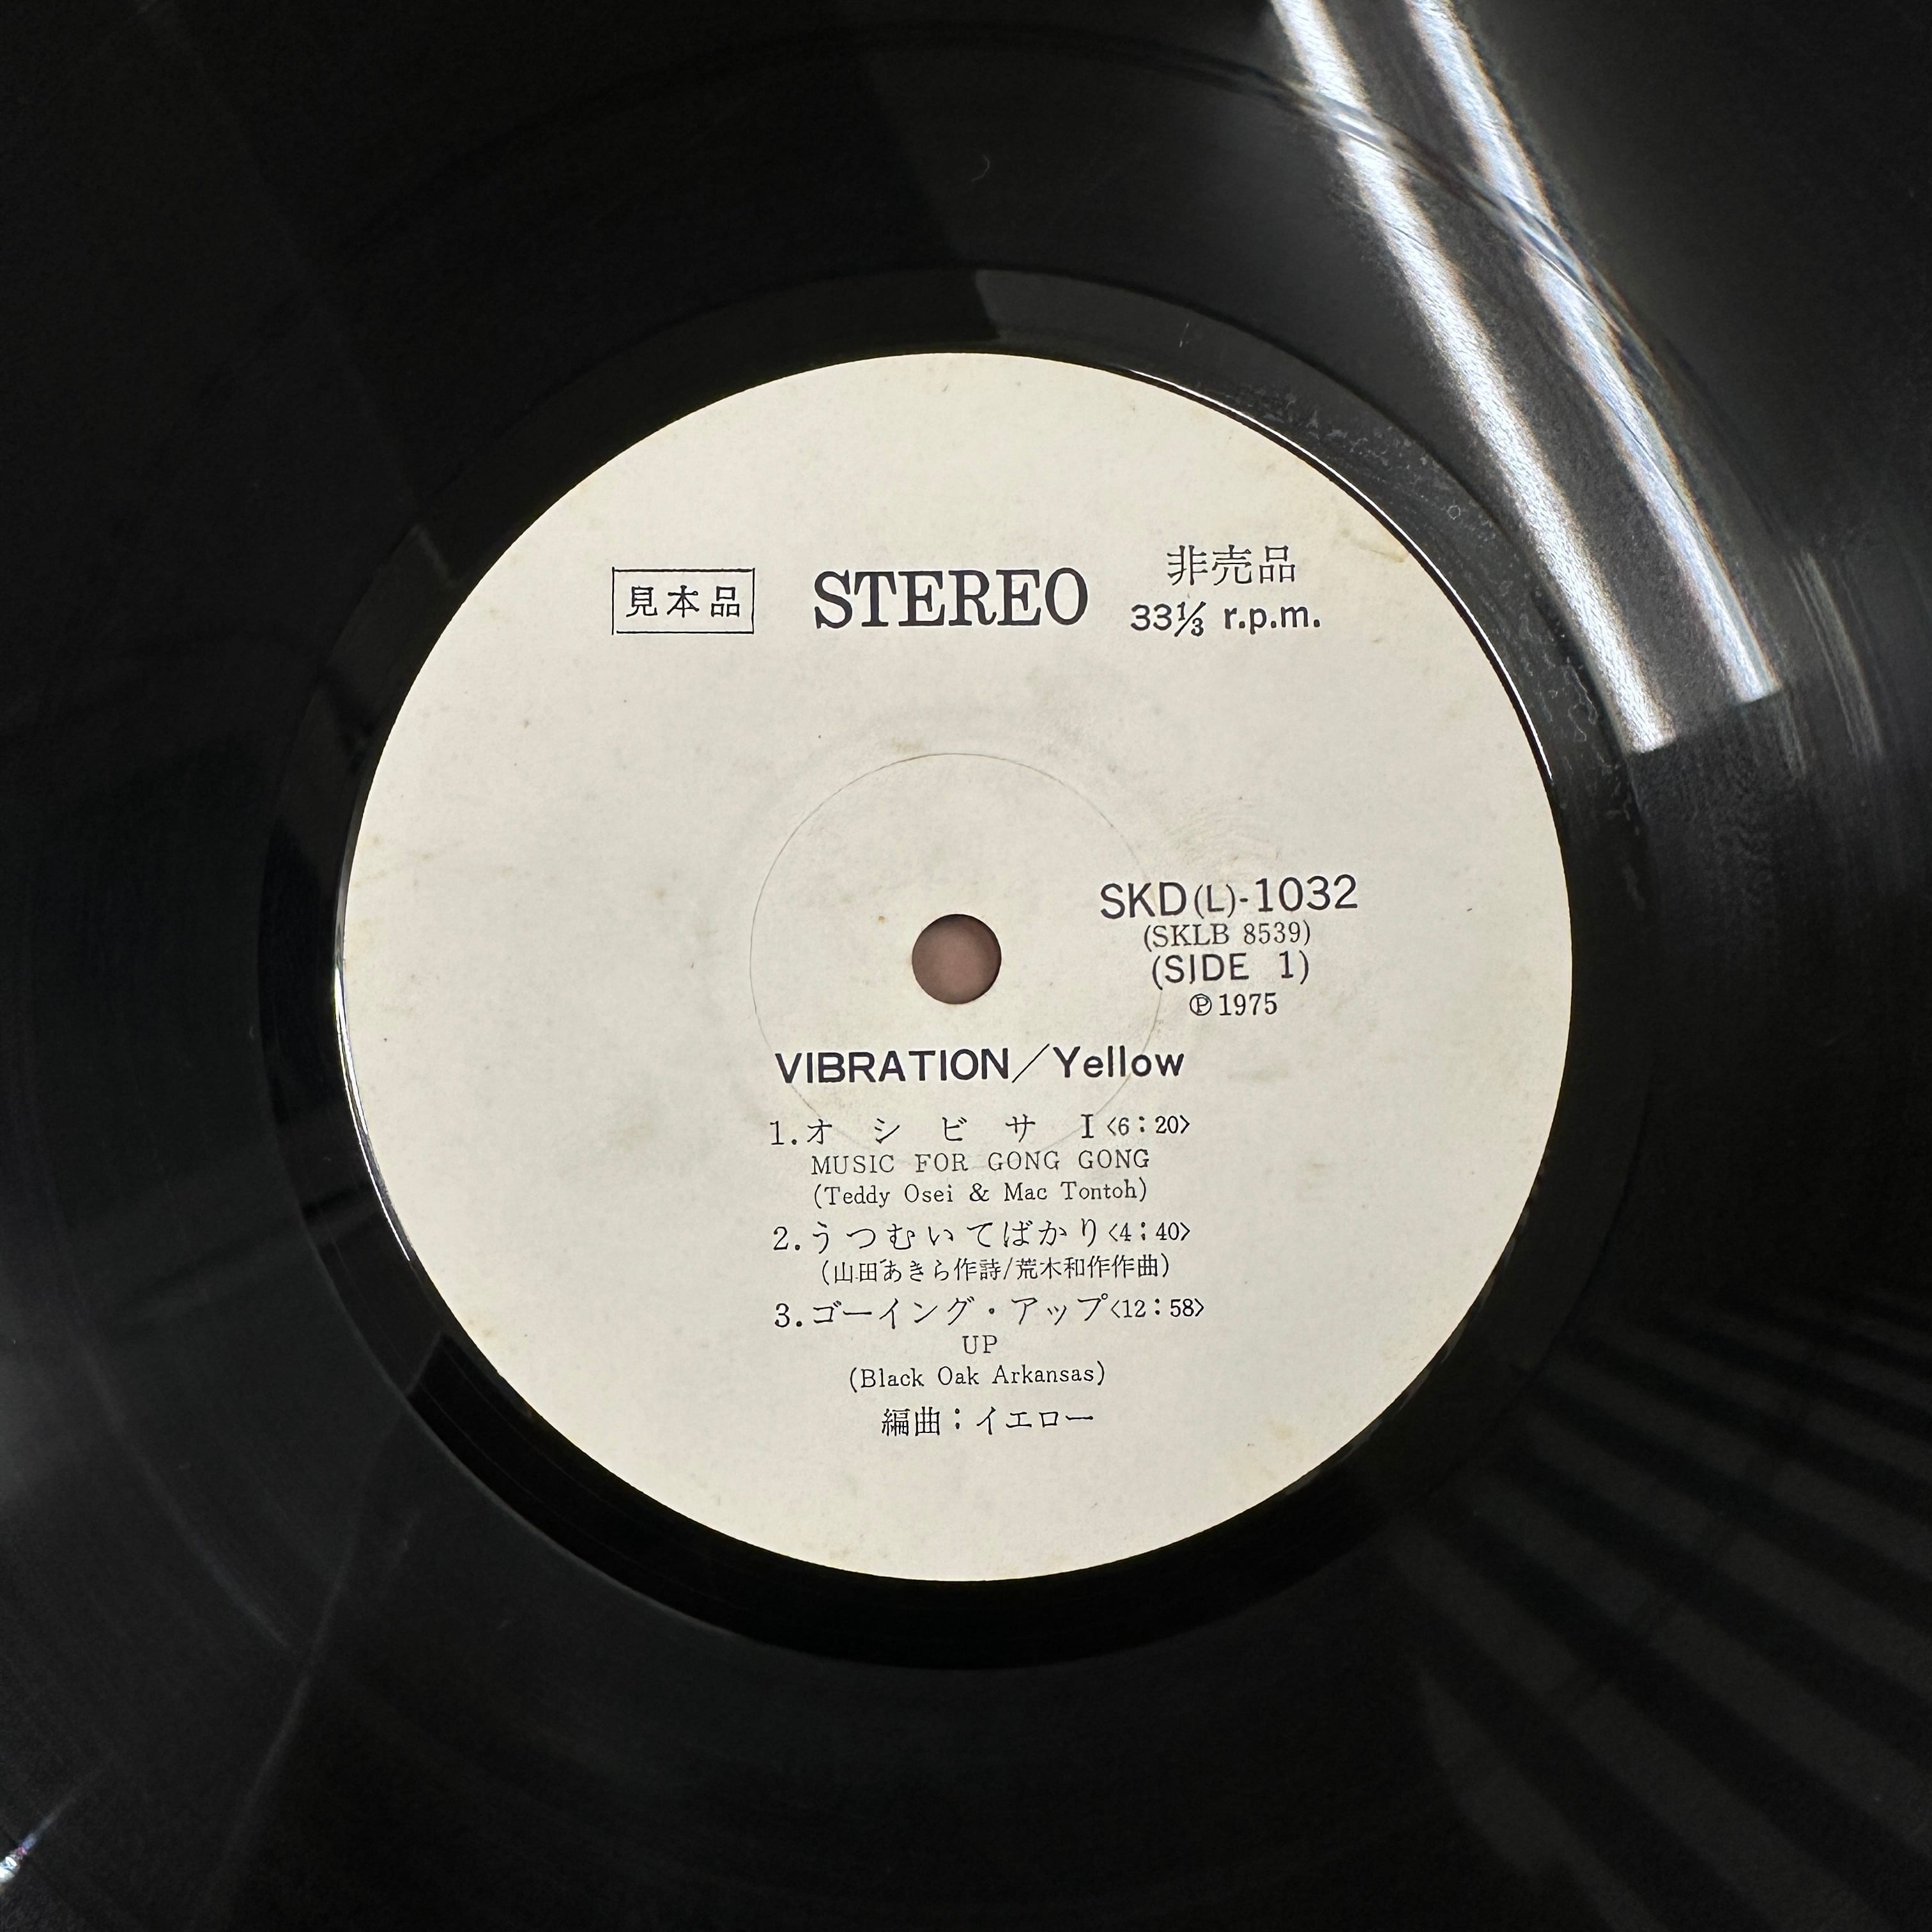 見本品
STEREO
非売品
33⅓ r.p.m.
SKD(L)-1032
(SKLB 8539)
(SIDE 1)
Ⓟ1975
VIBRATION/Yellow
1.オシビサ I〈6:20〉
MUSIC FOR GONG GONG
(Teddy Osei & Mac Tontoh)
2.うつむいてばかり〈4:40〉
(山田あきら作詩/荒木和作作曲)
3.ゴーイング・アップ〈12:58〉
UP
(Black Oak Arkansas)
編曲:イエロー